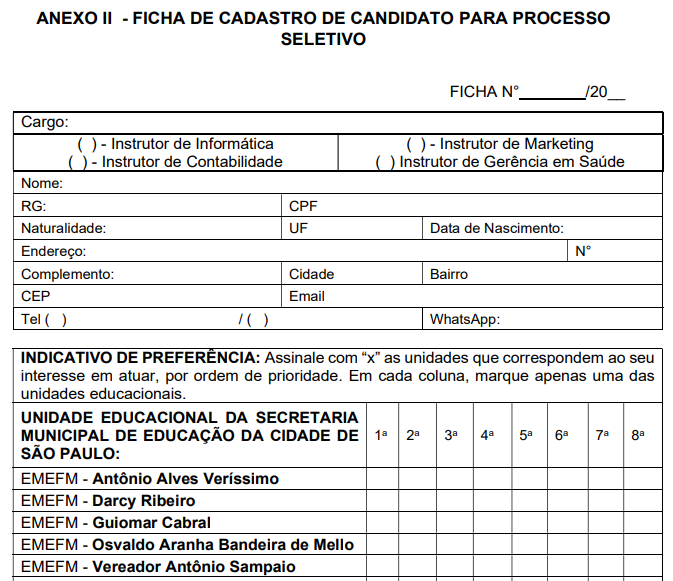 ANEXO II - FICHA DE CADASTRO DE CANDIDATO PARA PROCESSO
SELETIVO
FICHA N°________/20__
Cargo:
( ) - Instrutor de Informática
( ) - Instrutor de Contabilidade
( ) - Instrutor de Marketing
( ) Instrutor de Gerência em Saúde
Nome:
RG: CPF
Naturalidade: UF Data de Nascimento:
Endereço: N°
Complemento: Cidade Bairro
CEP Email
Tel ( ) / ( ) WhatsApp:
INDICATIVO DE PREFERÊNCIA: Assinale com “x” as unidades que correspondem ao seu
interesse em atuar, por ordem de prioridade. Em cada coluna, marque apenas uma das
unidades educacionais.
UNIDADE EDUCACIONAL DA SECRETARIA
MUNICIPAL DE EDUCAÇÃO DA CIDADE DE
SÃO PAULO:
1ª 2ª 3ª 4ª 5ª 6ª 7ª 8ª
EMEFM - Antônio Alves Veríssimo
EMEFM - Darcy Ribeiro
EMEFM - Guiomar Cabral
EMEFM - Osvaldo Aranha Bandeira de Mello
EMEFM - Vereador Antônio Sampaio